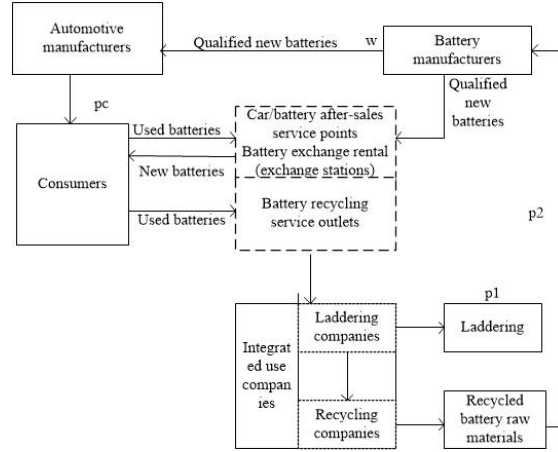 Automotive
manufacturers
Qualified new batteries
w
Battery
manufacturers
pc
Qualified
new
batteries
Used batteries
Car/battery after-sales
service points
Battery exchange rental
(exchange stations)
New batteries
Consumers
Used batteries
Battery recycling
service outlets
p2
p1
Integrat
ed use
compan
ies
Laddering
companies
Laddering
Recycling
companies
Recycled
battery raw
materials